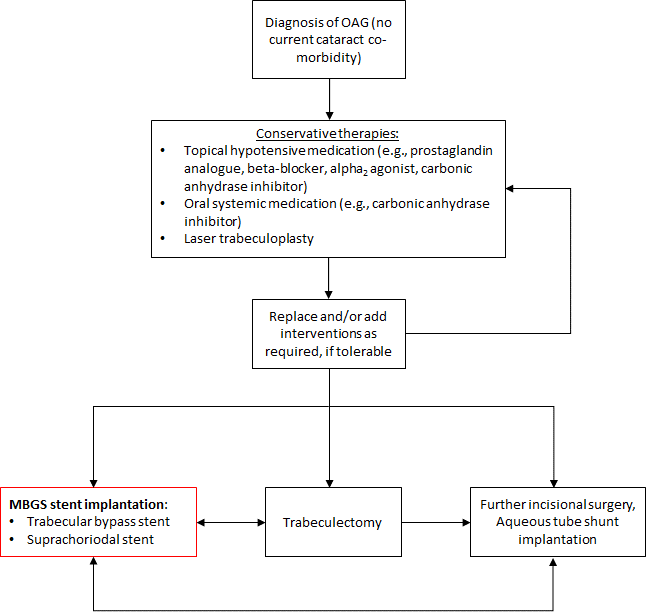 Diagnosis of OAG (no
current cataract co-
morbidity)
Conservative therapies:
• Topical hypotensive medication (e.g., prostaglandin
analogue, beta-blocker, alpha₂ agonist, carbonic
anhydrase inhibitor)
• Oral systemic medication (e.g., carbonic anhydrase
inhibitor)
• Laser trabeculoplasty
Replace and/or add
interventions as
required, if tolerable
MBGS stent implantation:
• Trabecular bypass stent
• Suprachoriodal stent
Trabeculectomy
Further incisional surgery,
Aqueous tube shunt
implantation